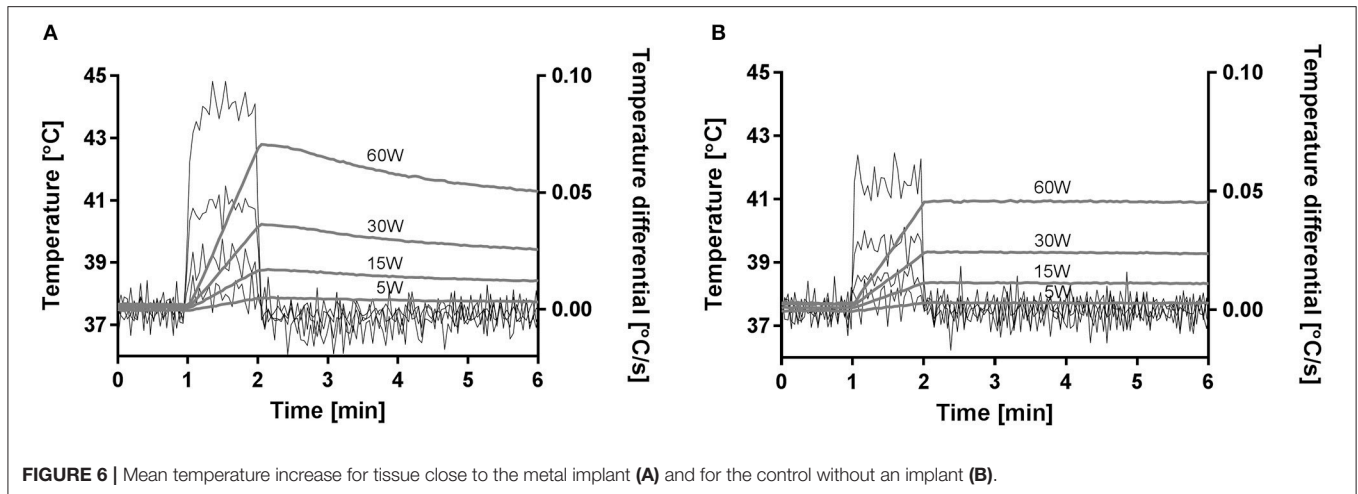 A
Temperature [°C]
45
43
41
39
37
60W
30W
15W
5W
0.10
0.05
0.00
Temperature differential [°C/s]
0 1 2 3 4 5 6
Time [min]
B
Temperature [°C]
45
43
41
39
37
60W
30W
15W
5W
0.10
0.05
0.00
Temperature differential [°C/s]
0 1 2 3 4 5 6
Time [min]
FIGURE 6 | Mean temperature increase for tissue close to the metal implant (A) and for the control without an implant (B).